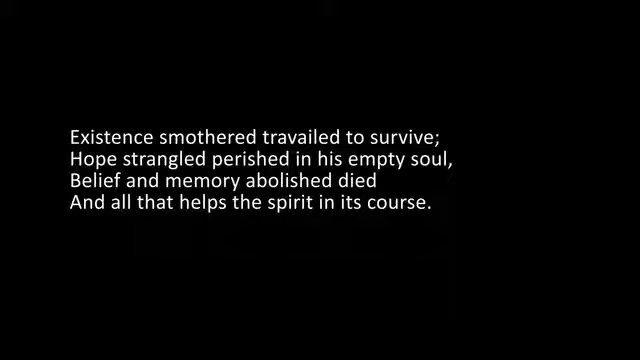 Existence smothered travailed to survive;
Hope strangled perished in his empty soul,
Belief and memory abolished died
And all that helps the spirit in its course.